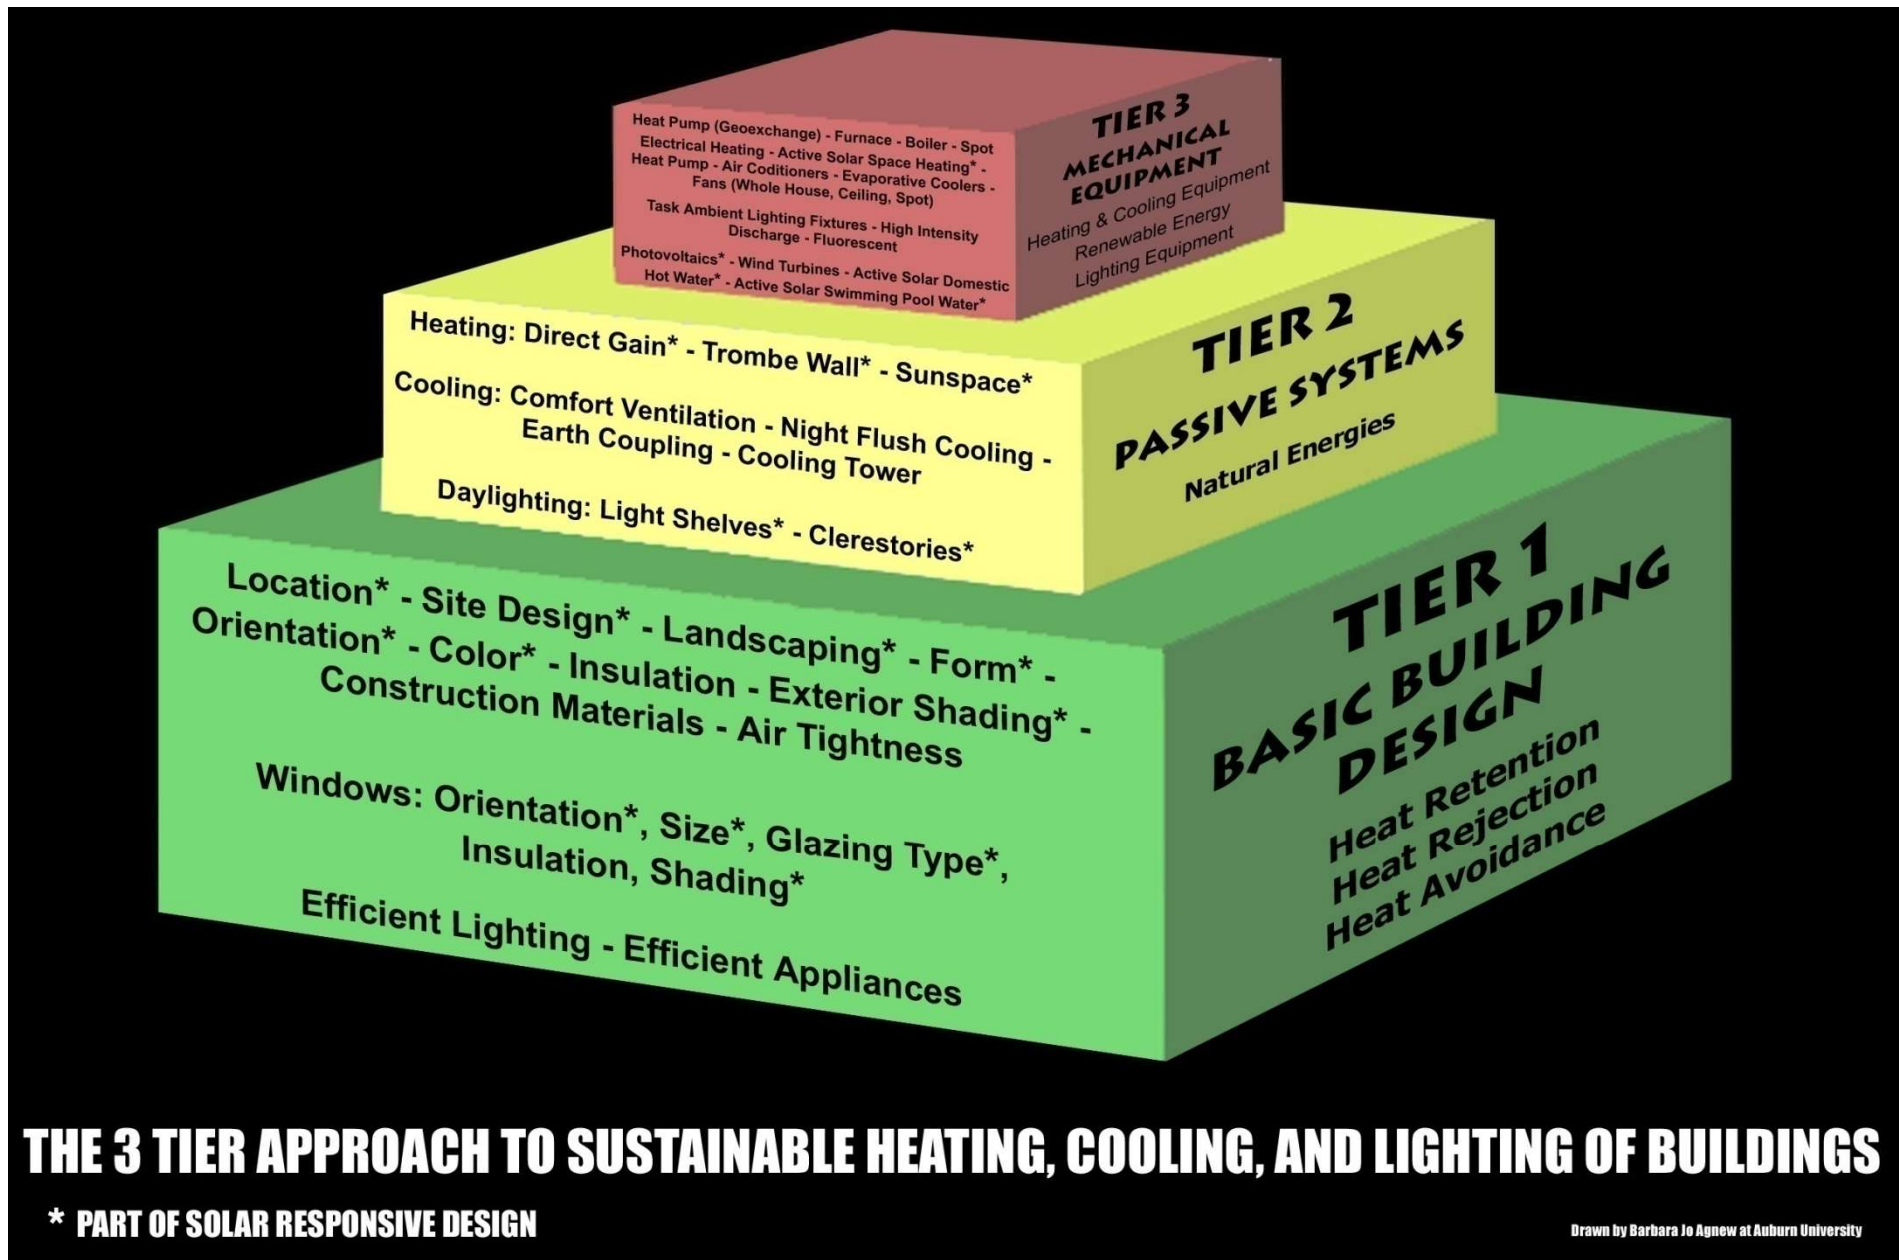 Heat Pump (Geoexchange) - Furnace - Boiler - Spot
Electrical Heating - Active Solar Space Heating* -
Heat Pump - Air Coditioners - Evaporative Coolers -
Fans (Whole House, Ceiling, Spot)
Task Ambient Lighting Fixtures - High Intensity
Discharge - Fluorescent
Photovoltaics* - Wind Turbines - Active Solar Domestic
Hot Water* - Active Solar Swimming Pool Water*
TIER 3
MECHANICAL
EQUIPMENT
Heating & Cooling Equipment
Renewable Energy
Lighting Equipment
Heating: Direct Gain* - Trombe Wall* - Sunspace*
Cooling: Comfort Ventilation - Night Flush Cooling -
Earth Coupling - Cooling Tower
Daylighting: Light Shelves* - Clerestories*
TIER 2
PASSIVE SYSTEMS
Natural Energies
Location* - Site Design* - Landscaping* - Form* -
Orientation* - Color* - Insulation - Exterior Shading* -
Construction Materials - Air Tightness
Windows: Orientation*, Size*, Glazing Type*,
Insulation, Shading*
Efficient Lighting - Efficient Appliances
TIER 1
BASIC BUILDING
DESIGN
Heat Retention
Heat Rejection
Heat Avoidance
THE 3 TIER APPROACH TO SUSTAINABLE HEATING, COOLING, AND LIGHTING OF BUILDINGS
* PART OF SOLAR RESPONSIVE DESIGN
Drawn by Barbara Jo Agnew at Auburn University